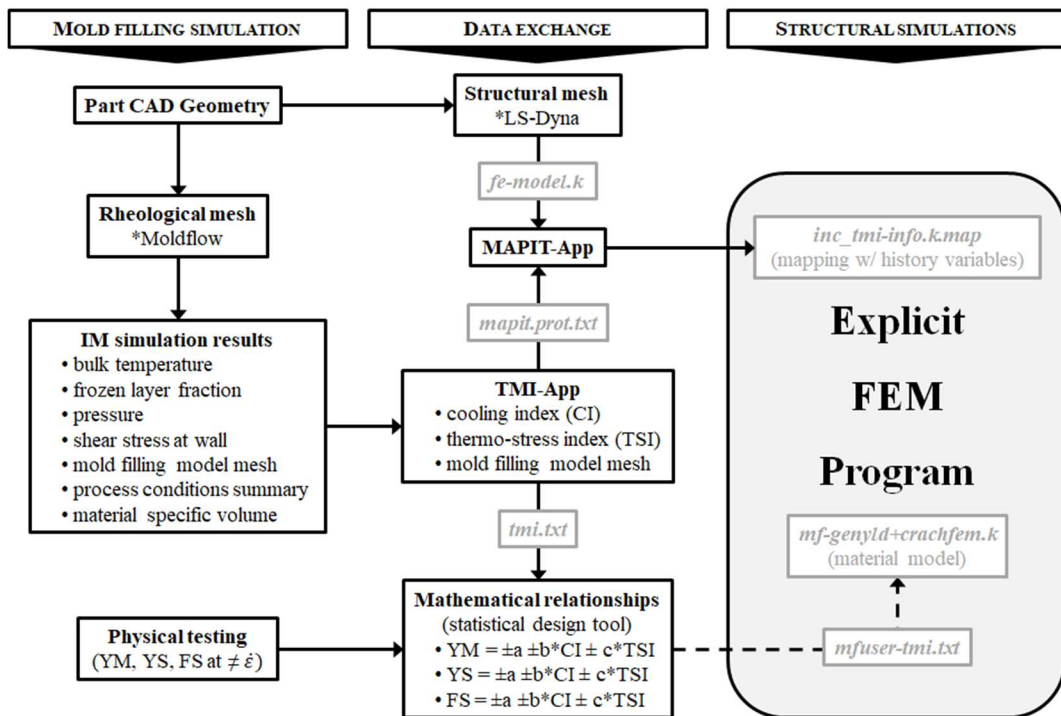 MOLD FILLING SIMULATION
DATA EXCHANGE
STRUCTURAL SIMULATIONS
Part CAD Geometry
Structural mesh
*LS-Dyna
fe-model.k
Rheological mesh
*Moldflow
MAPIT-App
inc_tmi-info.k.map
(mapping w/ history variables)
mapit.prot.txt
IM simulation results
• bulk temperature
• frozen layer fraction
• pressure
• shear stress at wall
• mold filling model mesh
• process conditions summary
• material specific volume
TMI-App
• cooling index (CI)
• thermo-stress index (TSI)
• mold filling model mesh
Explicit
FEM
Program
tmi.txt
mf-genyld+crachfem.k
(material model)
Physical testing
(YM, YS, FS at ≠ ε̇)
Mathematical relationships
(statistical design tool)
• YM = ±a ±b*CI ± c*TSI
• YS = ±a ±b*CI ± c*TSI
• FS = ±a ±b*CI ± c*TSI
mfuser-tmi.txt